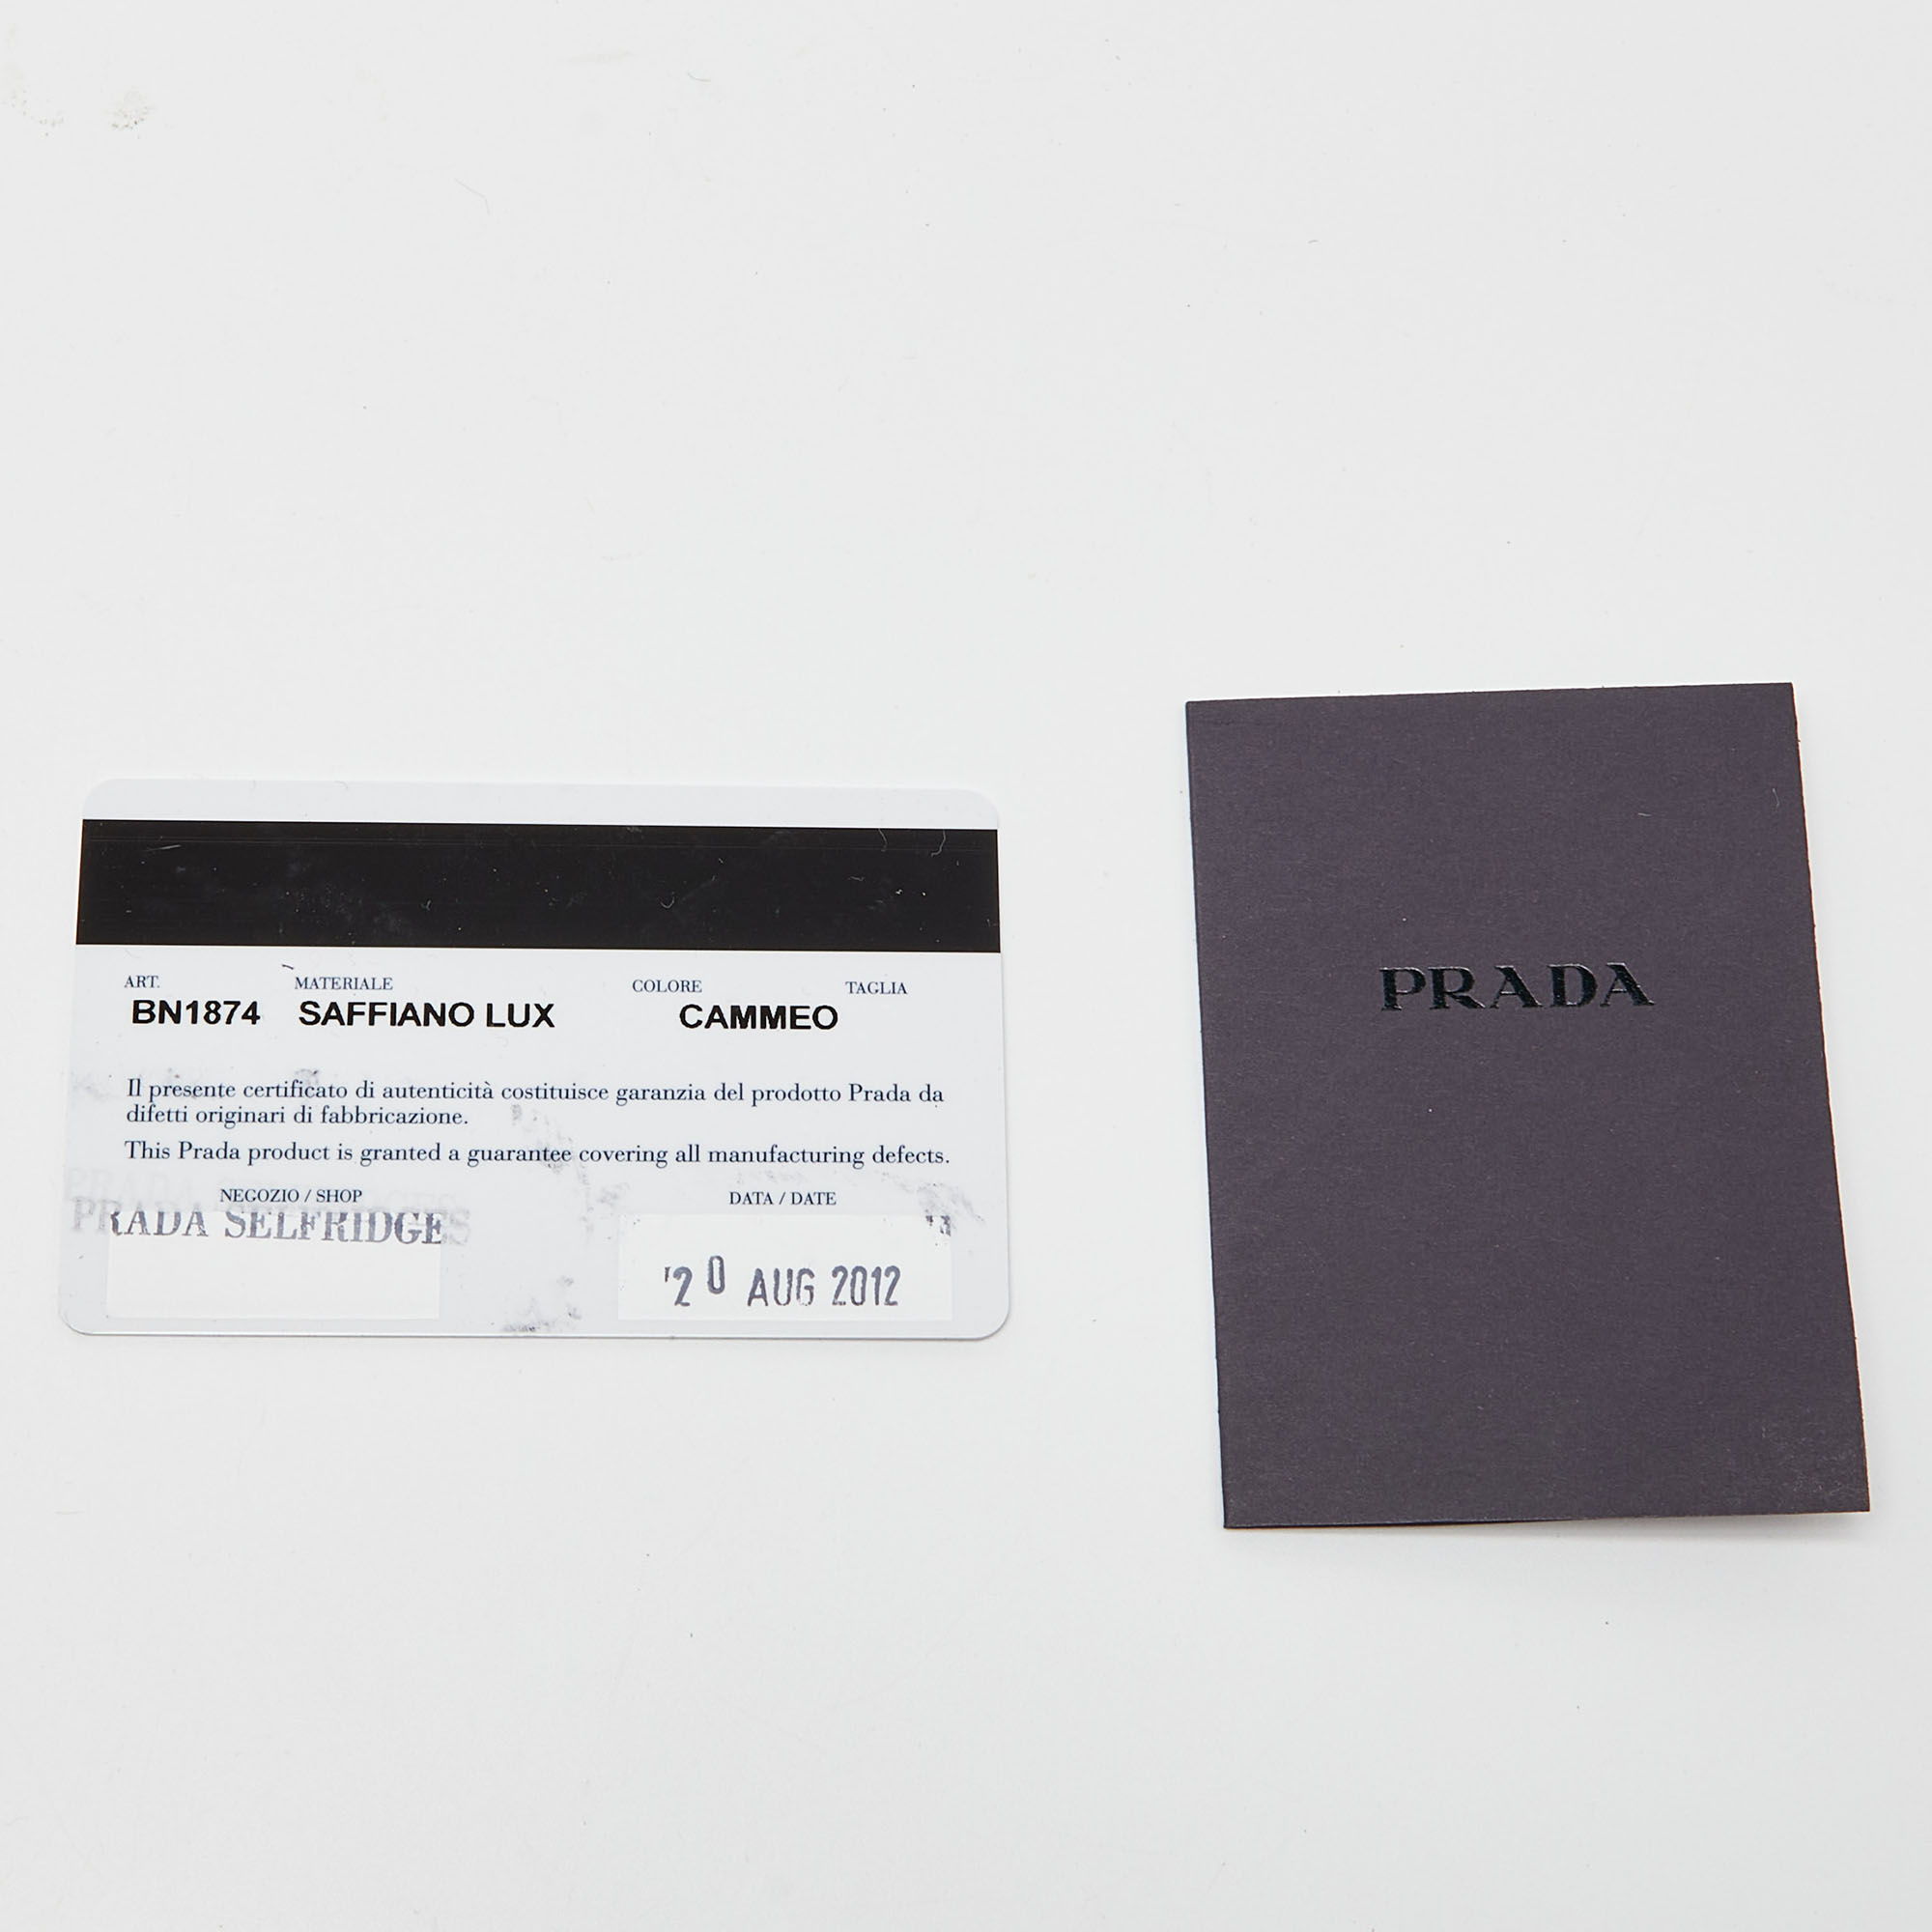 ART. MATERIALE COLORE TAGLIA
BN1874 SAFFIANO LUX CAMMEO
Il presente certificato di autenticità costituisce garanzia del prodotto Prada da
difetti originari di fabbricazione.
This Prada product is granted a guarantee covering all manufacturing defects.
NEGOZIO / SHOP DATA / DATE
PRADA SELFRIDGES
20 AUG 2012
PRADA